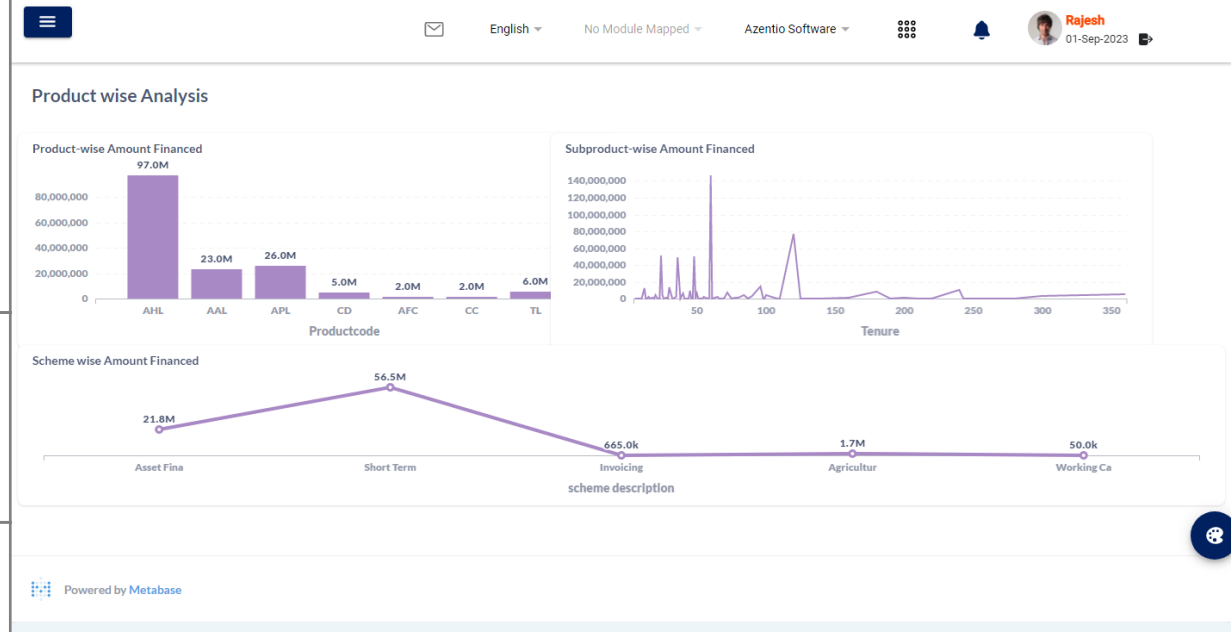 English
No Module Mapped
Azentio Software
Rajesh
01-Sep-2023
Product wise Analysis
Product-wise Amount Financed
97.0M
80,000,000
60,000,000
40,000,000
20,000,000
0
23.0M
26.0M
5.0M
2.0M
2.0M
6.0M
AHL AAL APL CD AFC CC TL
Productcode
Subproduct-wise Amount Financed
140,000,000
120,000,000
100,000,000
80,000,000
60,000,000
40,000,000
20,000,000
0
50 100 150 200 250 300 350
Tenure
Scheme wise Amount Financed
21.8M
56.5M
665.0k
1.7M
50.0k
Asset Fina Short Term Invoicing Agricultur Working Ca
scheme description
Powered by Metabase